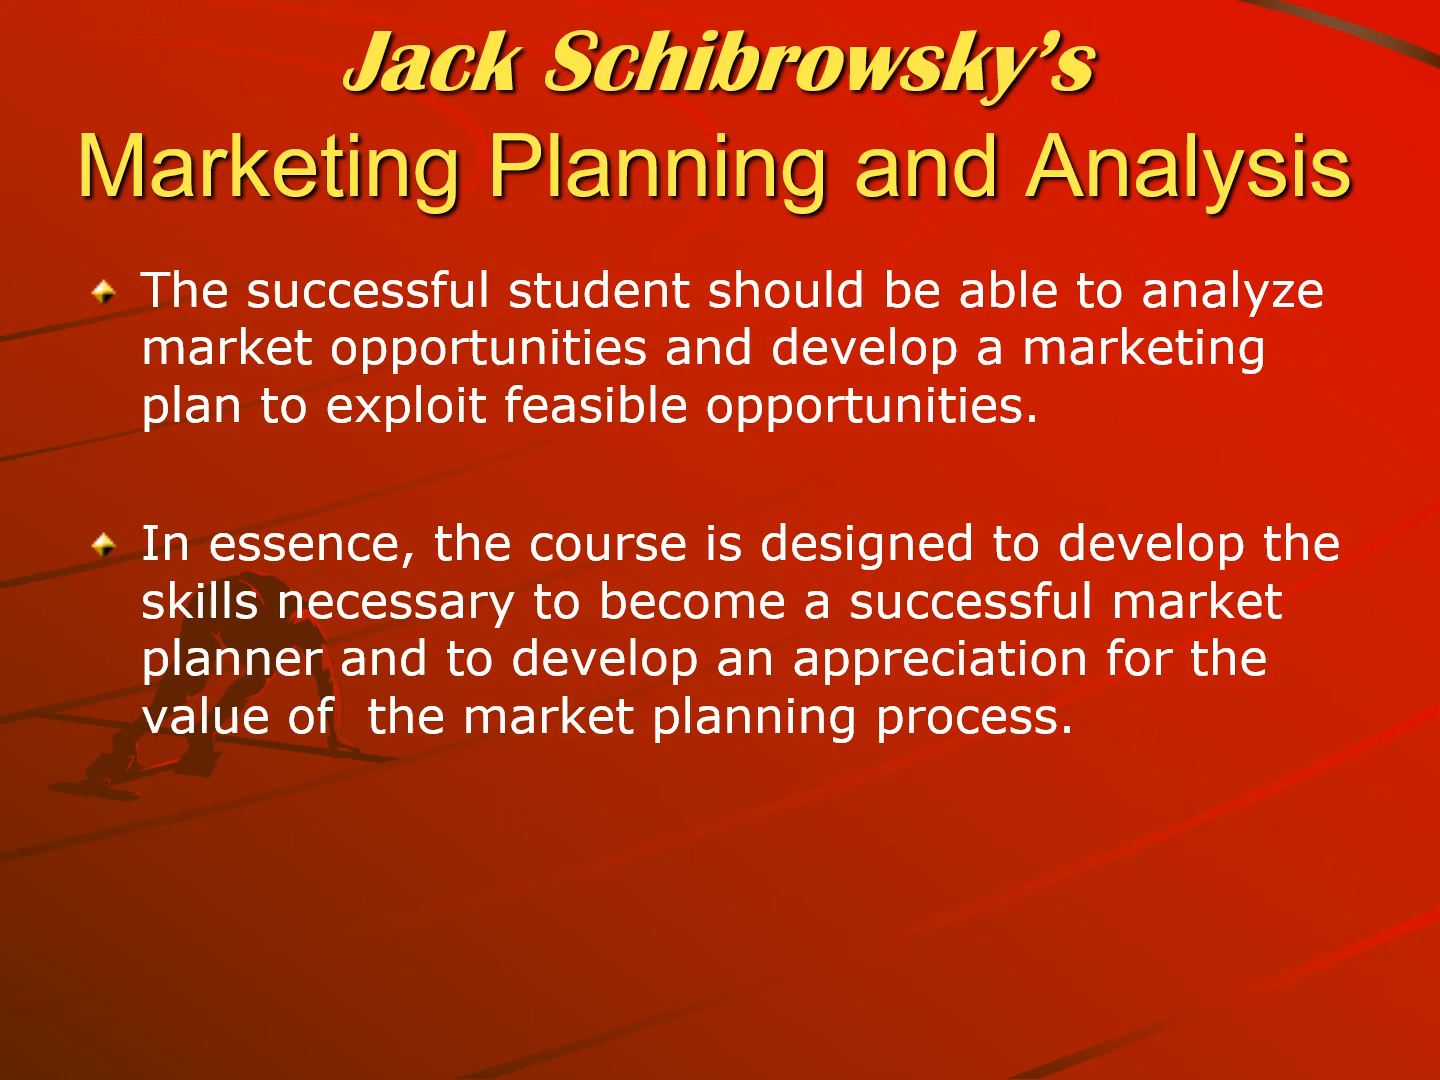 Jack Schibrowsky’s
Marketing Planning and Analysis
The successful student should be able to analyze
market opportunities and develop a marketing
plan to exploit feasible opportunities.
In essence, the course is designed to develop the
skills necessary to become a successful market
planner and to develop an appreciation for the
value of  the market planning process.